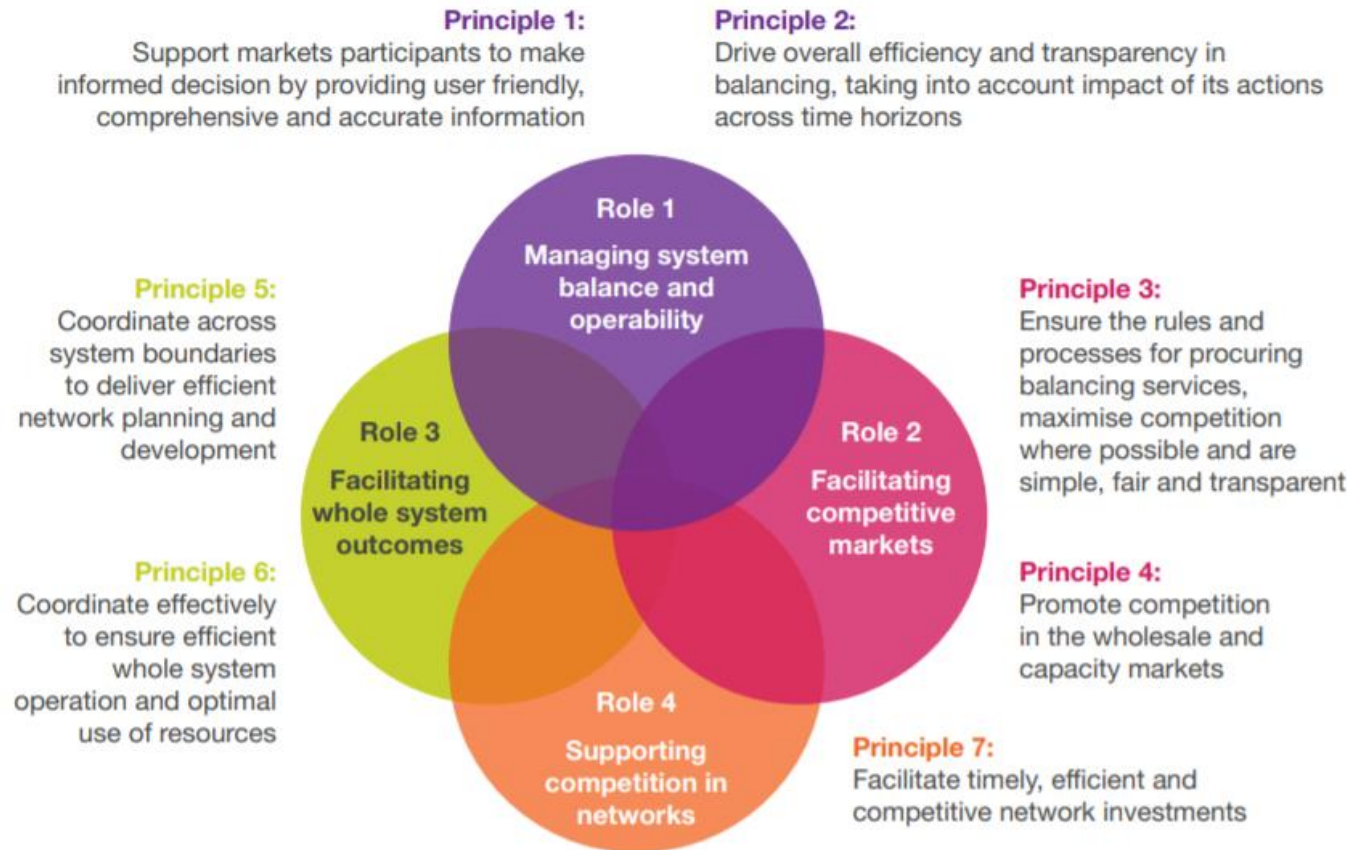 Principle 1:
Support markets participants to make
informed decision by providing user friendly,
comprehensive and accurate information
Principle 2:
Drive overall efficiency and transparency in
balancing, taking into account impact of its actions
across time horizons
Role 1
Managing system
balance and
operability
Principle 5:
Coordinate across
system boundaries
to deliver efficient
network planning and
development
Principle 3:
Ensure the rules and
processes for procuring
balancing services,
maximise competition
where possible and are
simple, fair and transparent
Role 3
Facilitating
whole system
outcomes
Role 2
Facilitating
competitive
markets
Principle 6:
Coordinate effectively
to ensure efficient
whole system
operation and optimal
use of resources
Principle 4:
Promote competition
in the wholesale and
capacity markets
Role 4
Supporting
competition in
networks
Principle 7:
Facilitate timely, efficient and
competitive network investments